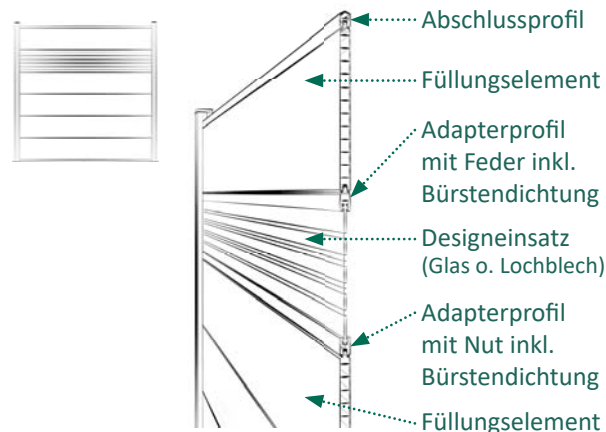 Abschlussprofil
Füllungselement
Adapterprofil
mit Feder inkl.
Bürstendichtung
Designeinsatz
(Glas o. Lochblech)
Adapterprofil
mit Nut inkl.
Bürstendichtung
Füllungselement